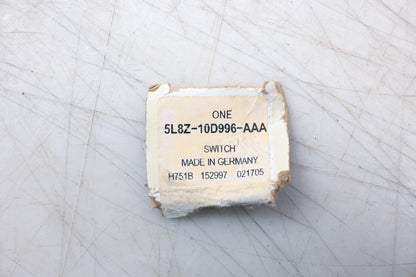 ONE
5L8Z-10D996-AAA
SWITCH
MADE IN GERMANY
H751B 152997 021705